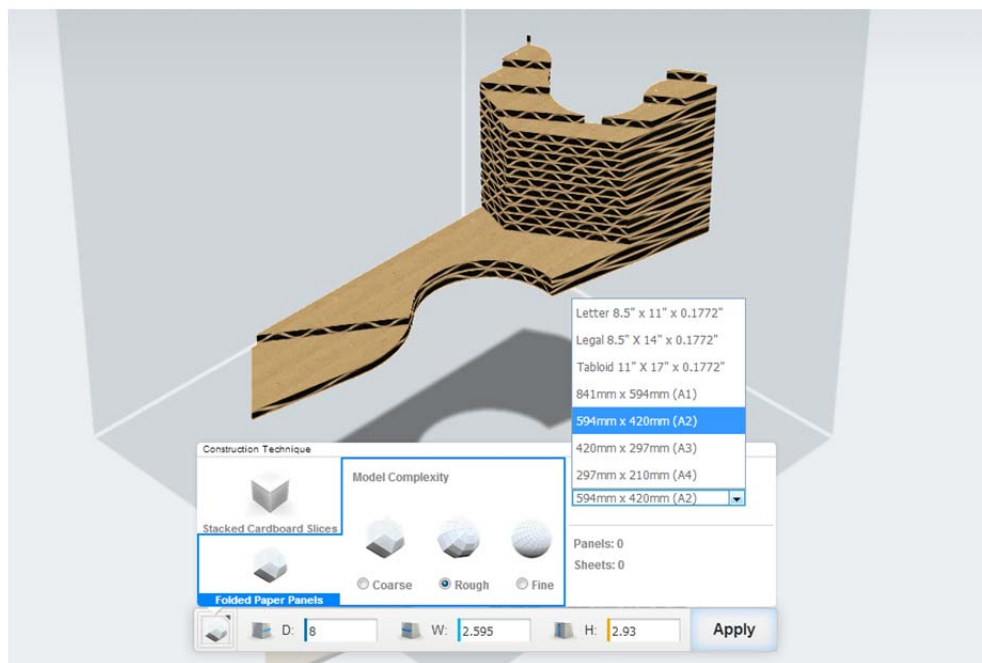 Letter 8.5" x 11" x 0.1772"
Legal 8.5" X 14" x 0.1772"
Tabloid 11" X 17" x 0.1772"
841mm x 594mm (A1)
594mm x 420mm (A2)
420mm x 297mm (A3)
297mm x 210mm (A4)
594mm x 420mm (A2)
Construction Technique
Stacked Cardboard Slices
Folded Paper Panels
Model Complexity
Coarse Rough Fine
Panels: 0
Sheets: 0
D: 8 W: 2.595 H: 2.93 Apply